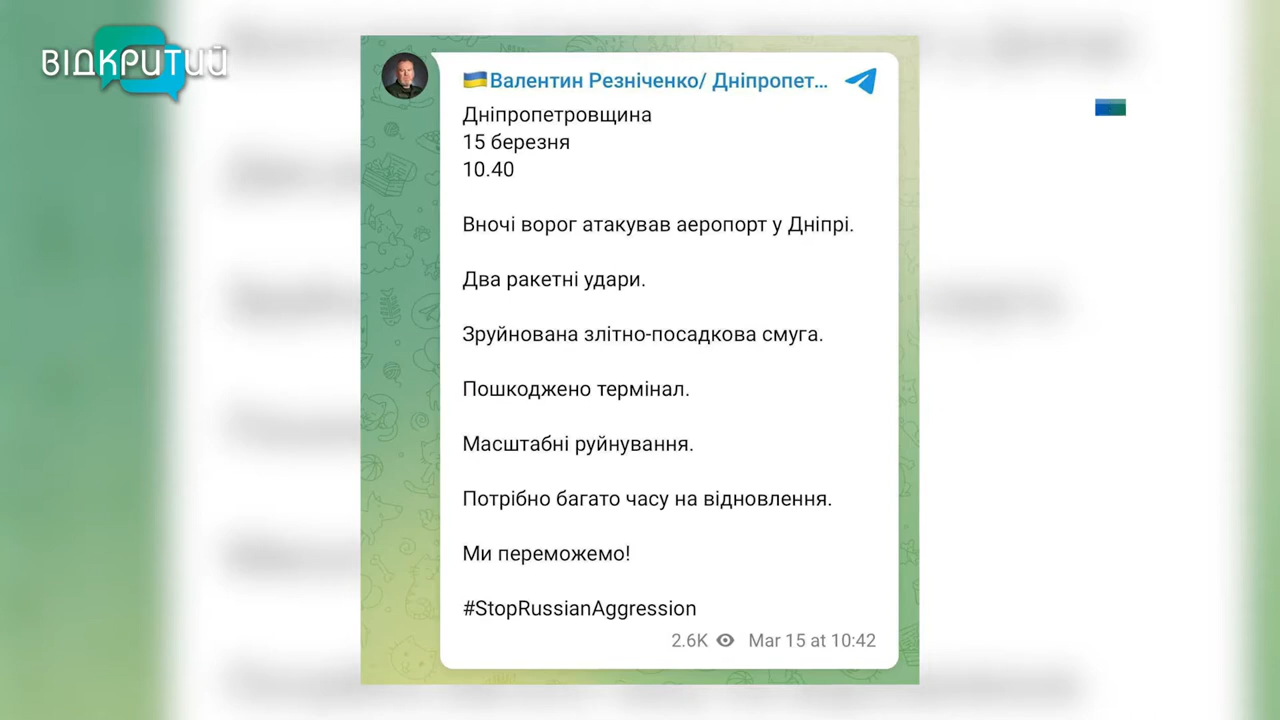 ВІДКРИТИЙ
🇺🇦Валентин Резніченко/ Дніпропет...
Дніпропетровщина
15 березня
10.40
Вночі ворог атакував аеропорт у Дніпрі.
Два ракетні удари.
Зруйнована злітно-посадкова смуга.
Пошкоджено термінал.
Масштабні руйнування.
Потрібно багато часу на відновлення.
Ми переможемо!
#StopRussianAggression
2.6K Mar 15 at 10:42